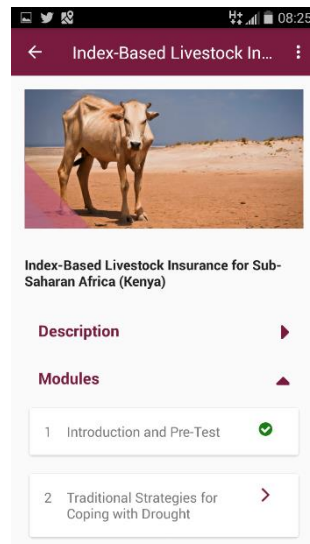 08:25
Index-Based Livestock In...
Index-Based Livestock Insurance for Sub-
Saharan Africa (Kenya)
Description
Modules
1 Introduction and Pre-Test
2 Traditional Strategies for
Coping with Drought